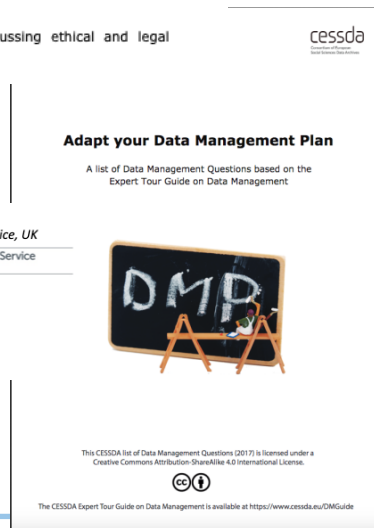 ussing ethical and legal
cessda
Consortium of European
Social Science Data Archives
Adapt your Data Management Plan
A list of Data Management Questions based on the
Expert Tour Guide on Data Management
ice, UK
Service
DMP
This CESSDA list of Data Management Questions (2017) is licensed under a
Creative Commons Attribution-ShareAlike 4.0 International License.
cc
The CESSDA Expert Tour Guide on Data Management is available at https://www.cessda.eu/DMGuide